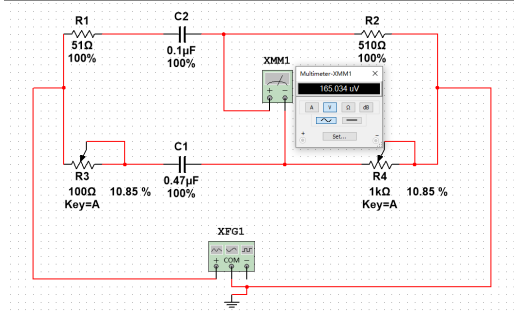 R1
51Ω
100%
C2
0.1µF
100%
R2
510Ω
100%
XMM1
Multimeter-XMM1
165.034 uV
A V Ω dB
+ Set... -
R3
100Ω 10.85 %
Key=A
C1
0.47µF
100%
R4
1kΩ 10.85 %
Key=A
XFG1
+ COM -